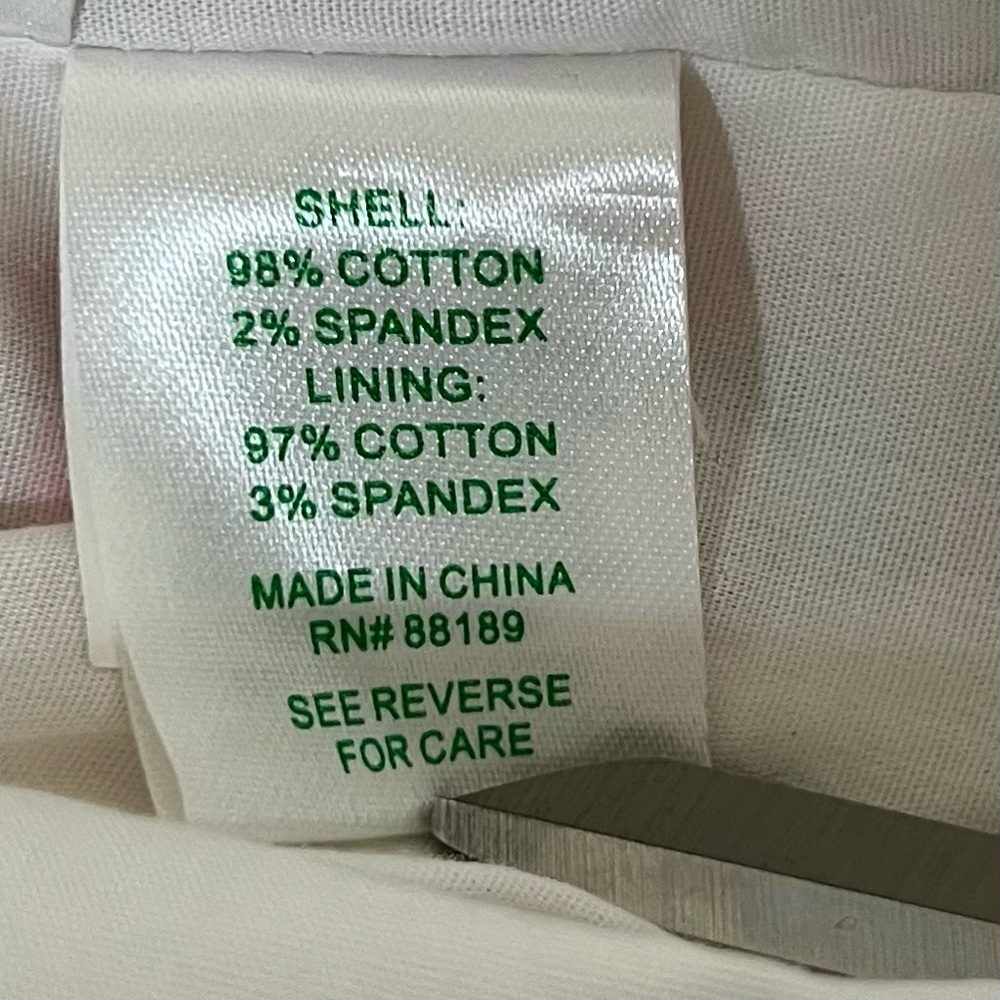 SHELL:
98% COTTON
2% SPANDEX
LINING:
97% COTTON
3% SPANDEX
MADE IN CHINA
RN# 88189
SEE REVERSE
FOR CARE